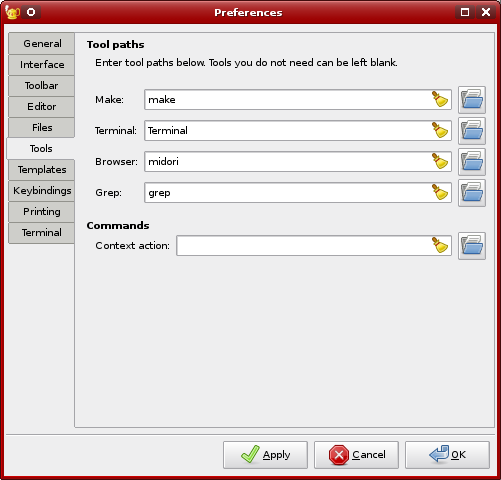 Preferences
General
Interface
Toolbar
Editor
Files
Tools
Templates
Keybindings
Printing
Terminal
Tool paths
Enter tool paths below. Tools you do not need can be left blank.
Make: make
Terminal: Terminal
Browser: midori
Grep: grep
Commands
Context action:
Apply Cancel OK